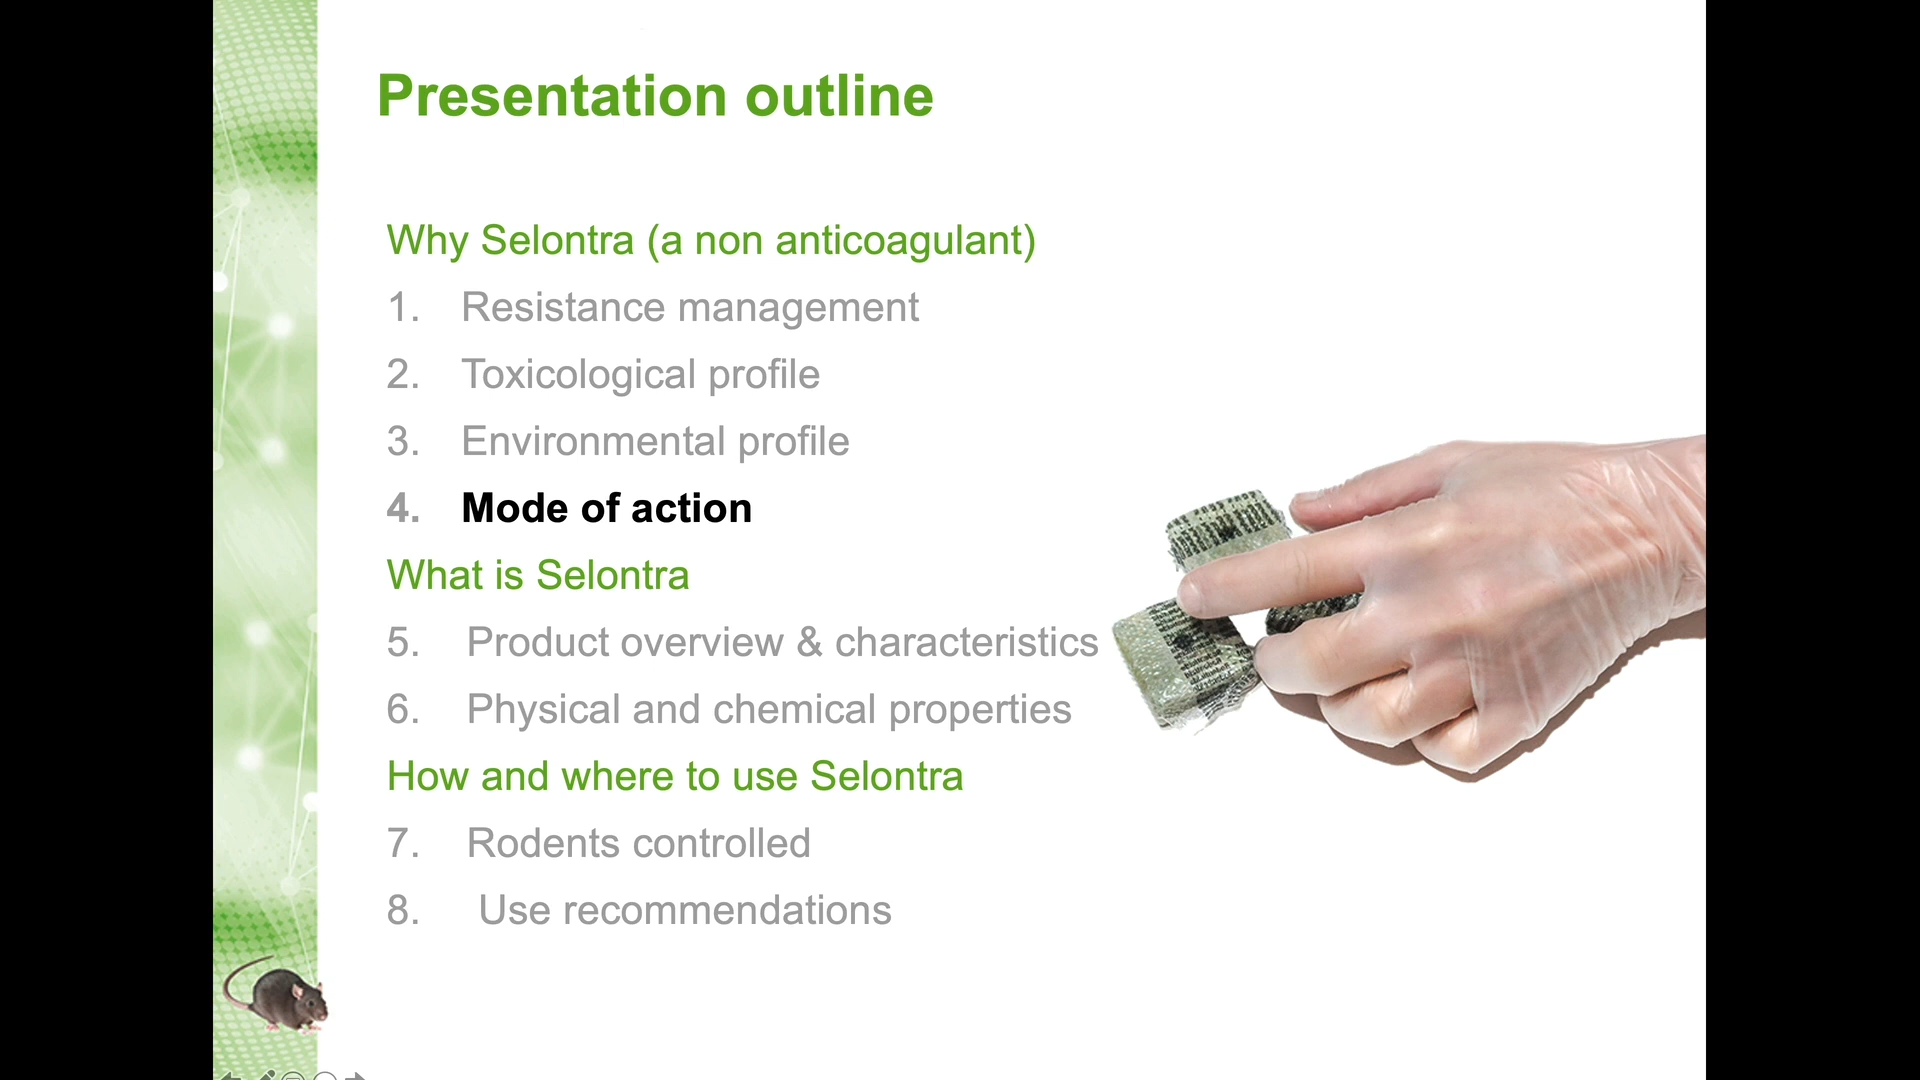 Presentation outline
Why Selontra (a non anticoagulant)
1. Resistance management
2. Toxicological profile
3. Environmental profile
4. Mode of action
What is Selontra
5. Product overview & characteristics
6. Physical and chemical properties
How and where to use Selontra
7. Rodents controlled
8. Use recommendations